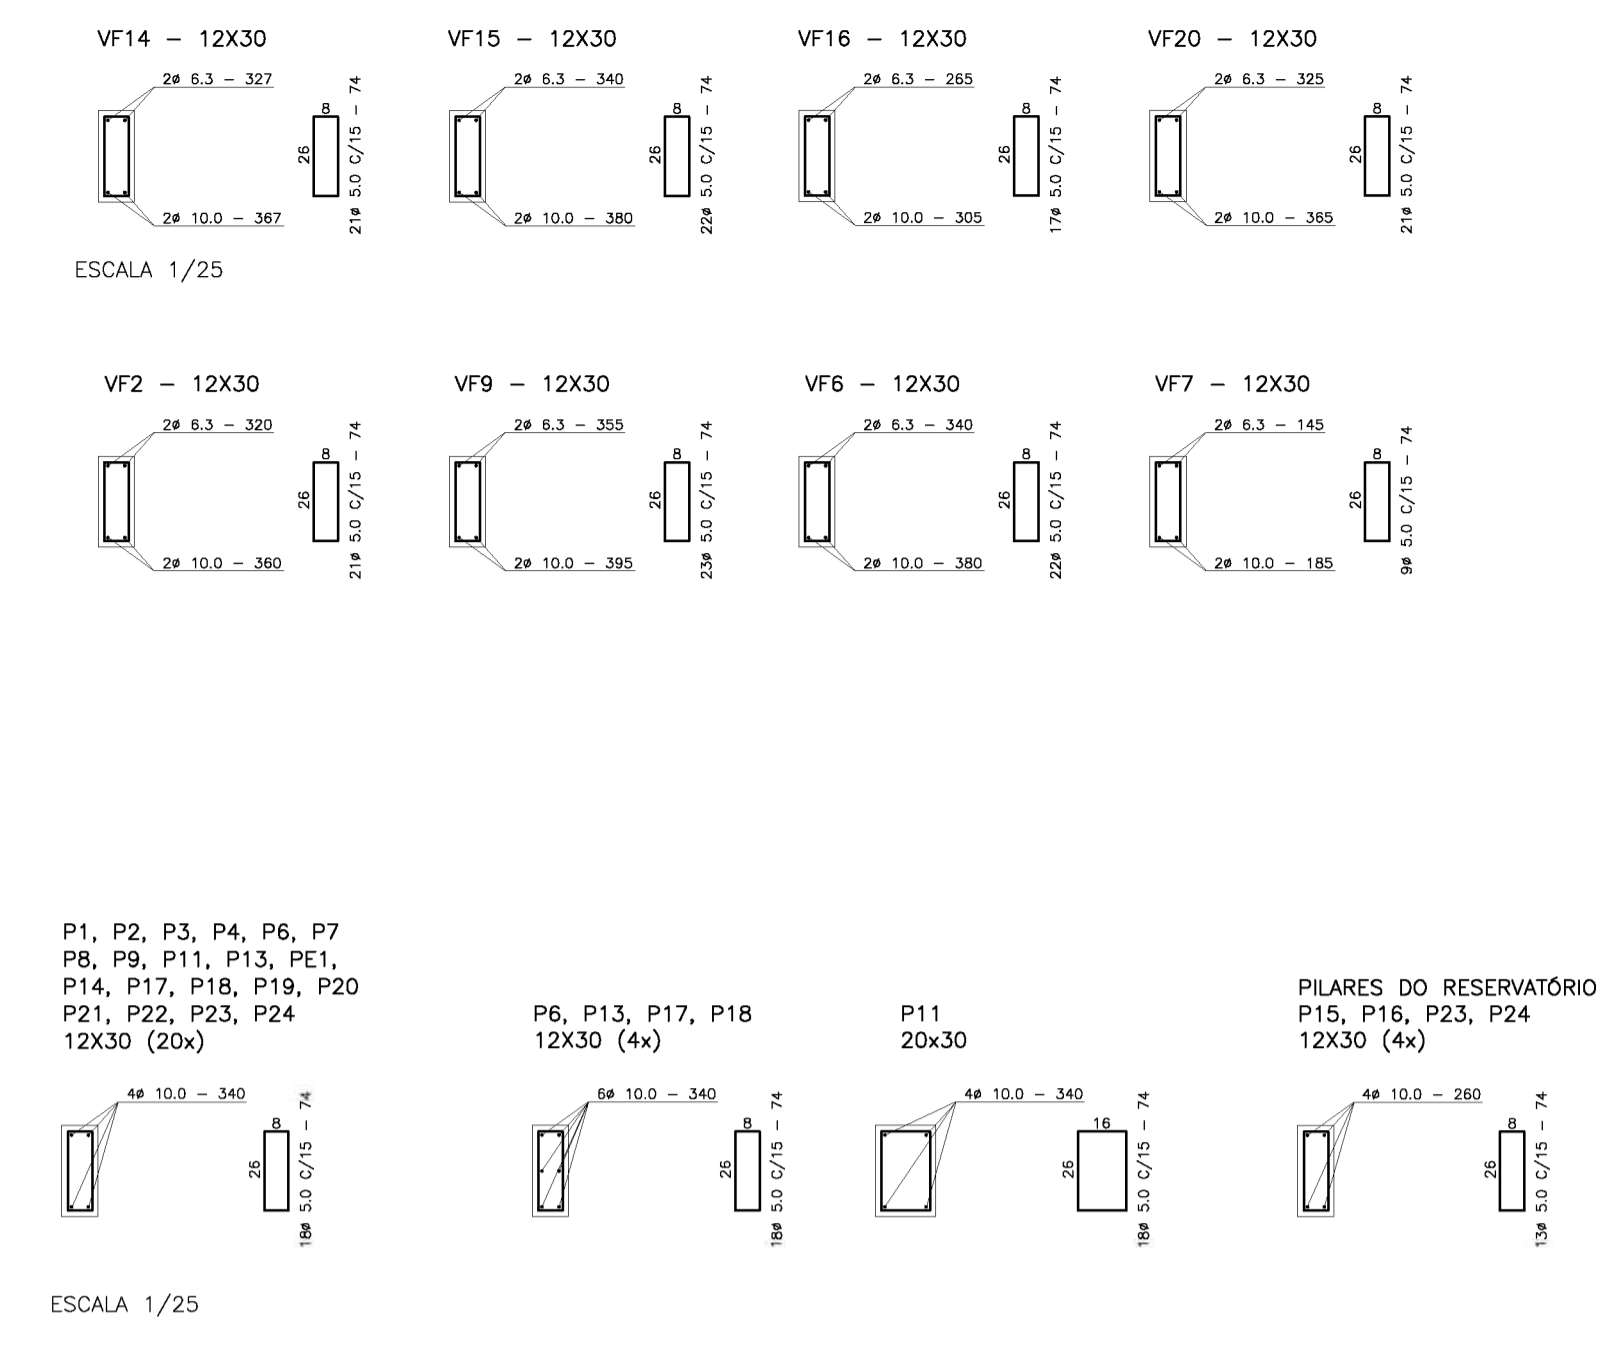 VF14 - 12X30
2ø 6.3 - 327
8
26
21ø 5.0 C/15 - 74
2ø 10.0 - 367
VF15 - 12X30
2ø 6.3 - 340
8
26
22ø 5.0 C/15 - 74
2ø 10.0 - 380
VF16 - 12X30
2ø 6.3 - 265
8
26
17ø 5.0 C/15 - 74
2ø 10.0 - 305
VF20 - 12X30
2ø 6.3 - 325
8
26
21ø 5.0 C/15 - 74
2ø 10.0 - 365
ESCALA 1/25
VF2 - 12X30
2ø 6.3 - 320
8
26
21ø 5.0 C/15 - 74
2ø 10.0 - 360
VF9 - 12X30
2ø 6.3 - 355
8
26
23ø 5.0 C/15 - 74
2ø 10.0 - 395
VF6 - 12X30
2ø 6.3 - 340
8
26
22ø 5.0 C/15 - 74
2ø 10.0 - 380
VF7 - 12X30
2ø 6.3 - 145
8
26
9ø 5.0 C/15 - 74
2ø 10.0 - 185
P1, P2, P3, P4, P6, P7
P8, P9, P11, P13, PE1,
P14, P17, P18, P19, P20
P21, P22, P23, P24
12X30 (20x)
4ø 10.0 - 340
8
26
18ø 5.0 C/15 - 74
P6, P13, P17, P18
12X30 (4x)
6ø 10.0 - 340
8
26
18ø 5.0 C/15 - 74
P11
20x30
4ø 10.0 - 340
16
26
18ø 5.0 C/15 - 74
PILARES DO RESERVATÓRIO
P15, P16, P23, P24
12X30 (4x)
4ø 10.0 - 260
8
26
13ø 5.0 C/15 - 74
ESCALA 1/25